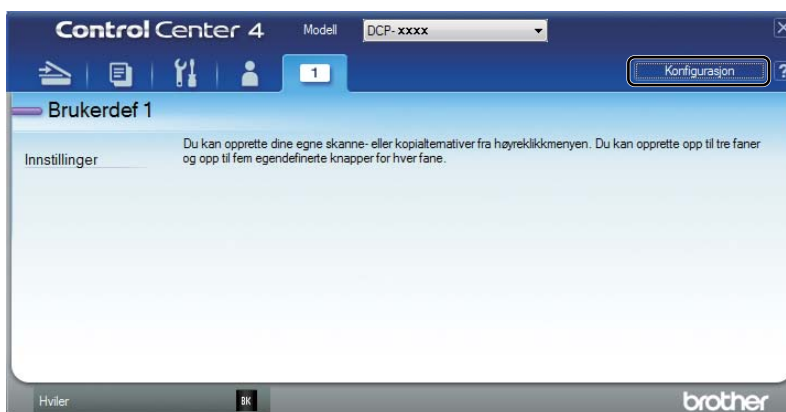 Control Center 4 Modell DCP-xxxx
1 Konfigurasjon ?
Brukerdef 1
Innstillinger
Du kan opprette dine egne skanne- eller kopialternativer fra høyreklikkmenyen. Du kan opprette opp til tre faner
og opp til fem egendefinerte knapper for hver fane.
Hviler BK brother